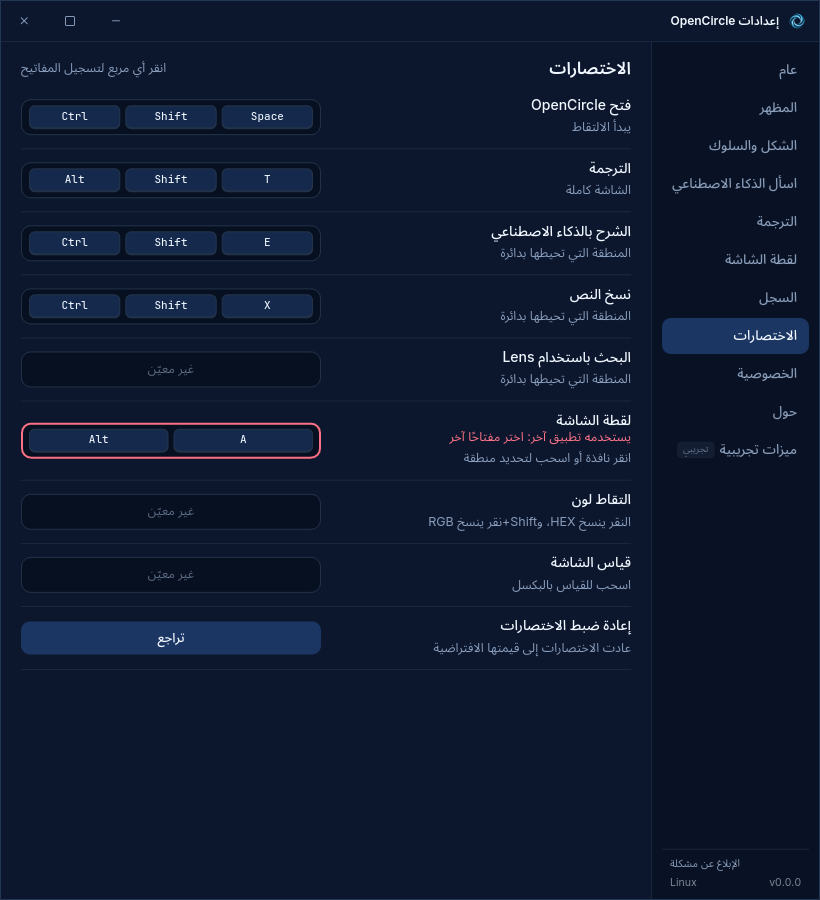 إعدادات OpenCircle
عام
المظهر
الشكل والسلوك
اسأل الذكاء الاصطناعي
الترجمة
لقطة الشاشة
السجل
الاختصارات
الخصوصية
حول
ميزات تجريبية تجريبي
الإبلاغ عن مشكلة
v0.0.0 Linux
الاختصارات
انقر أي مربع لتسجيل المفاتيح
فتح OpenCircle
يبدأ الالتقاط
Ctrl Shift Space
الترجمة
الشاشة كاملة
Alt Shift T
الشرح بالذكاء الاصطناعي
المنطقة التي تحيطها بدائرة
Ctrl Shift E
نسخ النص
المنطقة التي تحيطها بدائرة
Ctrl Shift X
البحث باستخدام Lens
المنطقة التي تحيطها بدائرة
غير معيّن
لقطة الشاشة
يستخدمه تطبيق آخر: اختر مفتاحًا آخر
انقر نافذة أو اسحب لتحديد منطقة
Alt A
التقاط لون
النقر ينسخ HEX، وShift+نقر ينسخ RGB
غير معيّن
قياس الشاشة
اسحب للقياس بالبكسل
غير معيّن
إعادة ضبط الاختصارات
عادت الاختصارات إلى قيمتها الافتراضية
تراجع